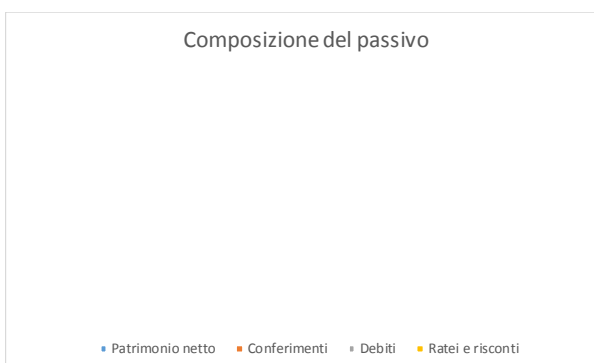 Composizione del passivo
Patrimonio netto Conferimenti Debiti Ratei e risconti